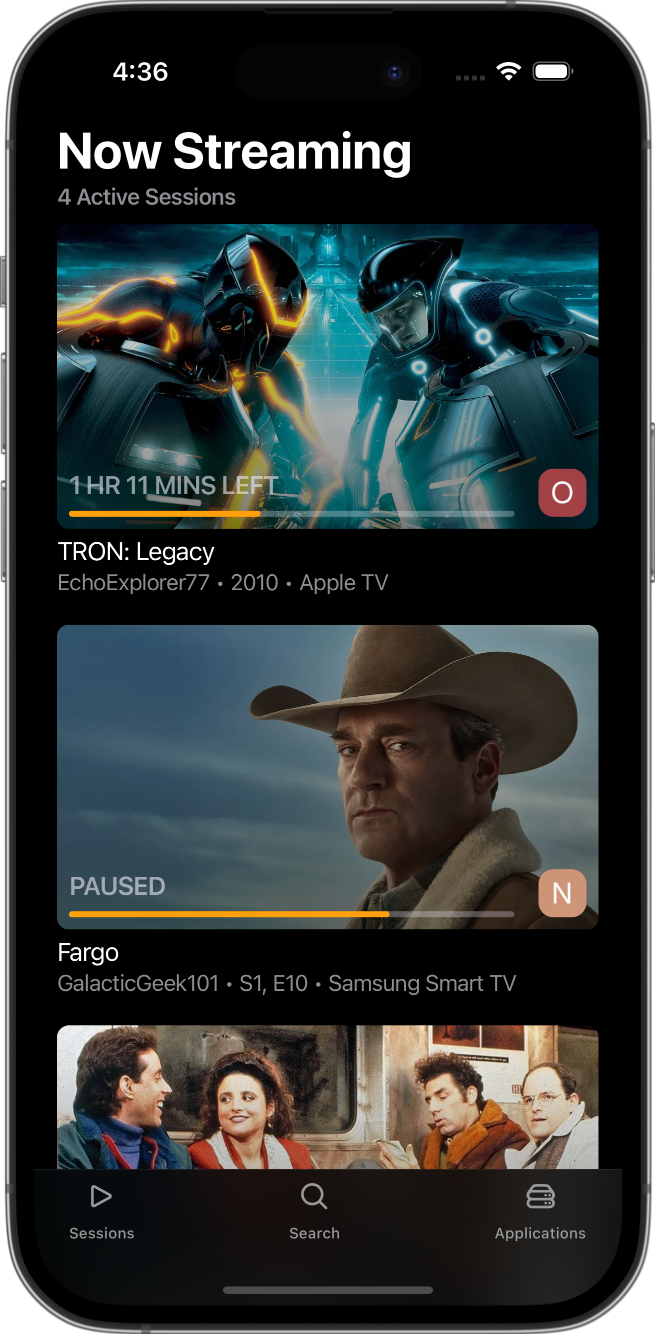 4:36
Now Streaming
4 Active Sessions
1 HR 11 MINS LEFT
O
TRON: Legacy
EchoExplorer77 • 2010 • Apple TV
PAUSED
N
Fargo
GalacticGeek101 • S1, E10 • Samsung Smart TV
Sessions
Search
Applications